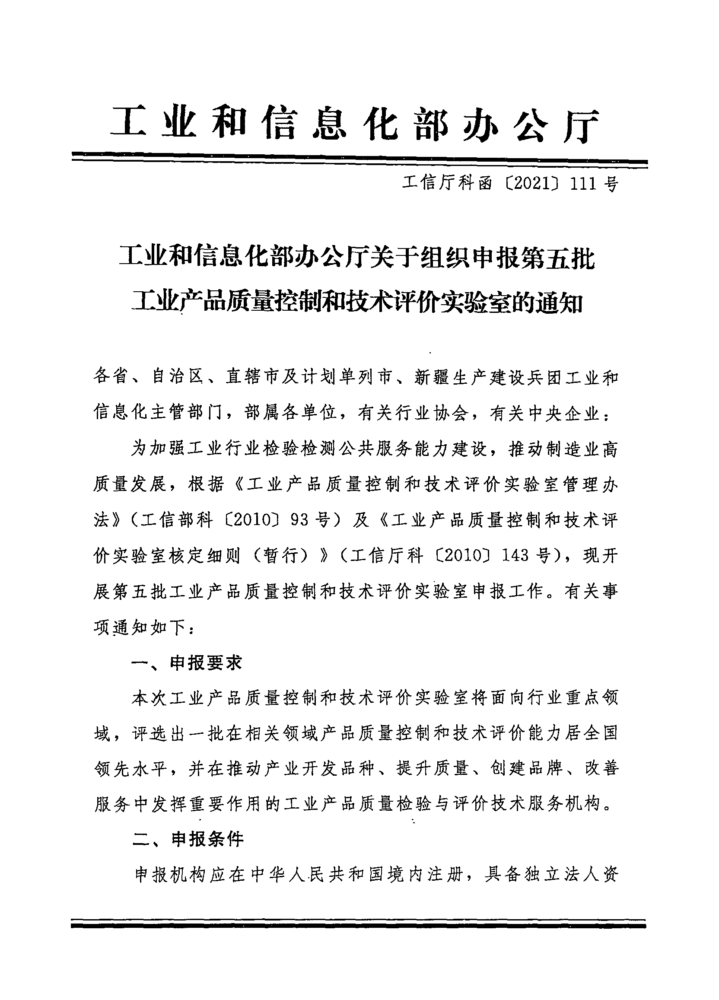 工业和信息化部办公厅
工信厅科函〔2021〕111号
工业和信息化部办公厅关于组织申报第五批
工业产品质量控制和技术评价实验室的通知
各省、自治区、直辖市及计划单列市、新疆生产建设兵团工业和
信息化主管部门，部属各单位，有关行业协会，有关中央企业：
为加强工业行业检验检测公共服务能力建设，推动制造业高
质量发展，根据《工业产品质量控制和技术评价实验室管理办
法》（工信部科〔2010〕93号）及《工业产品质量控制和技术评
价实验室核定细则（暂行）》（工信厅科〔2010〕143号），现开
展第五批工业产品质量控制和技术评价实验室申报工作。有关事
项通知如下：
一、申报要求
本次工业产品质量控制和技术评价实验室将面向行业重点领
域，评选出一批在相关领域产品质量控制和技术评价能力居全国
领先水平，并在推动产业开发品种、提升质量、创建品牌、改善
服务中发挥重要作用的工业产品质量检验与评价技术服务机构。
二、申报条件
申报机构应在中华人民共和国境内注册，具备独立法人资